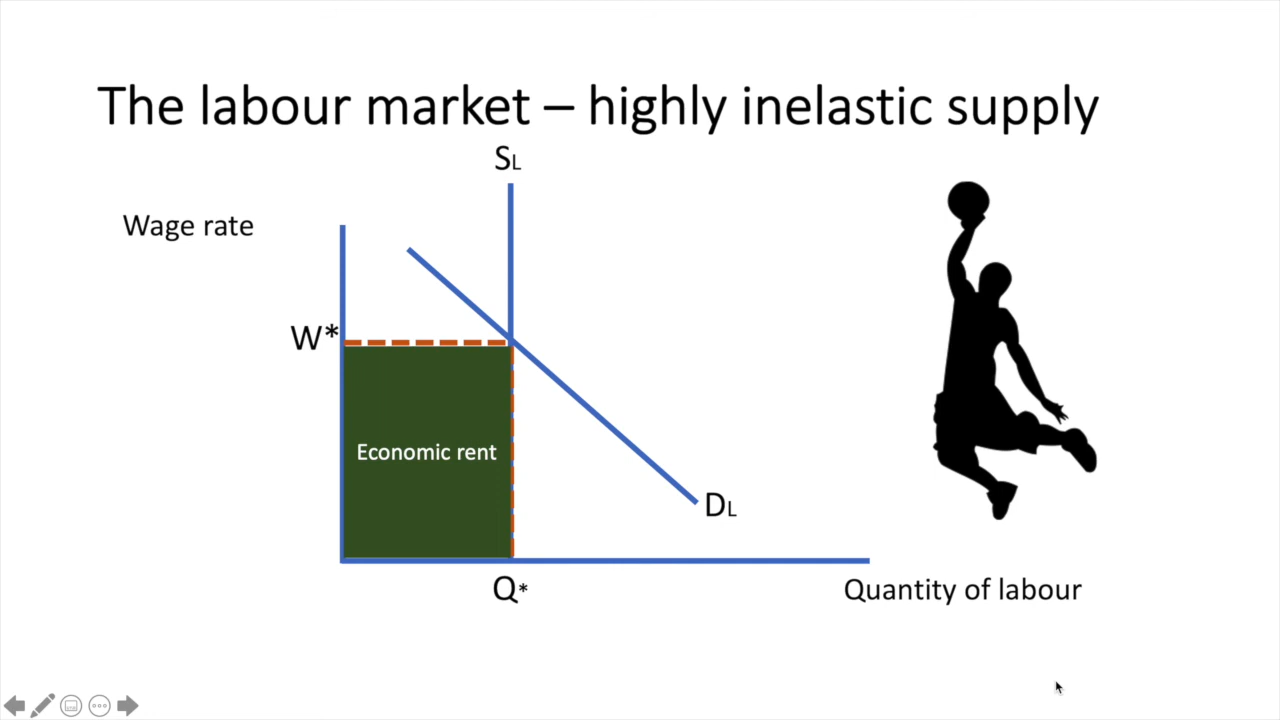 The labour market – highly inelastic supply
SL
Wage rate
W*
Economic rent
DL
Q*
Quantity of labour